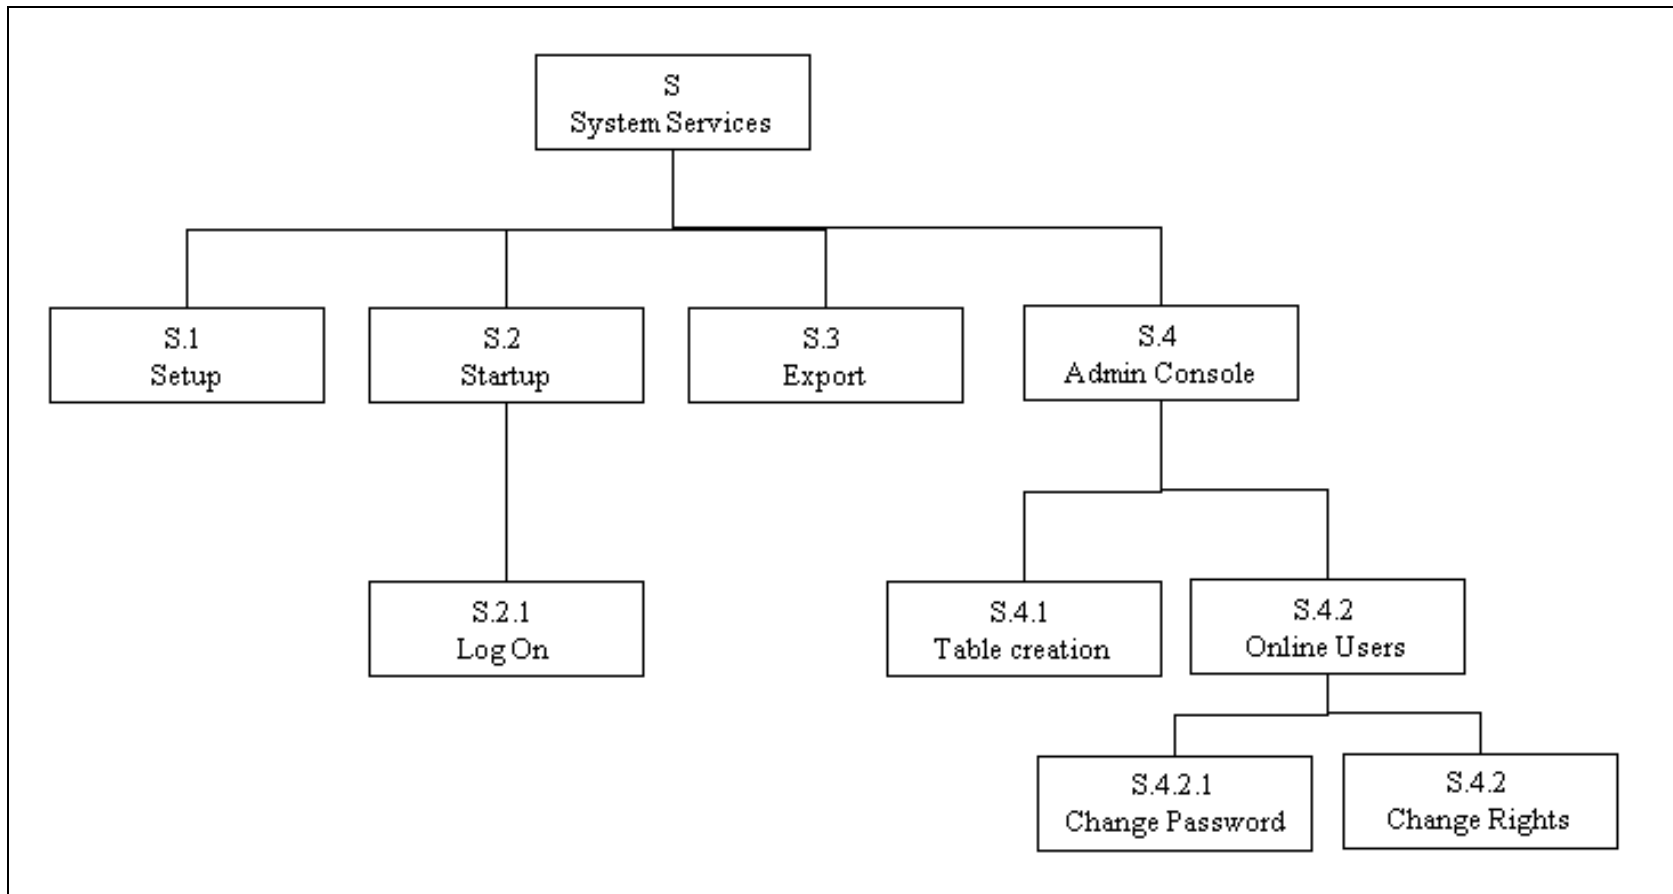 S
System Services
S.1
Setup
S.2
Startup
S.3
Export
S.4
Admin Console
S.2.1
Log On
S.4.1
Table creation
S.4.2
Online Users
S.4.2.1
Change Password
S.4.2
Change Rights